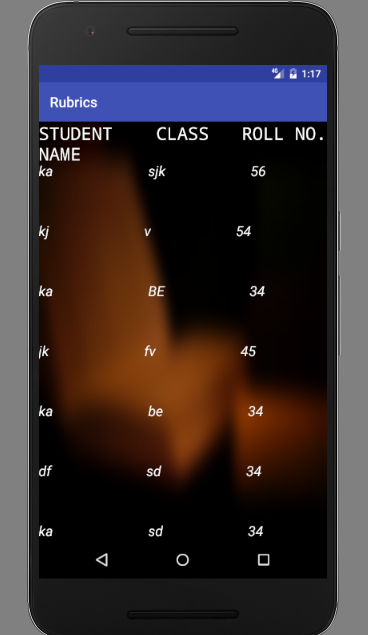 4G 1:17
Rubrics
STUDENT NAME CLASS ROLL NO.
ka sjk 56
kj v 54
ka BE 34
jk fv 45
ka be 34
df sd 34
ka sd 34